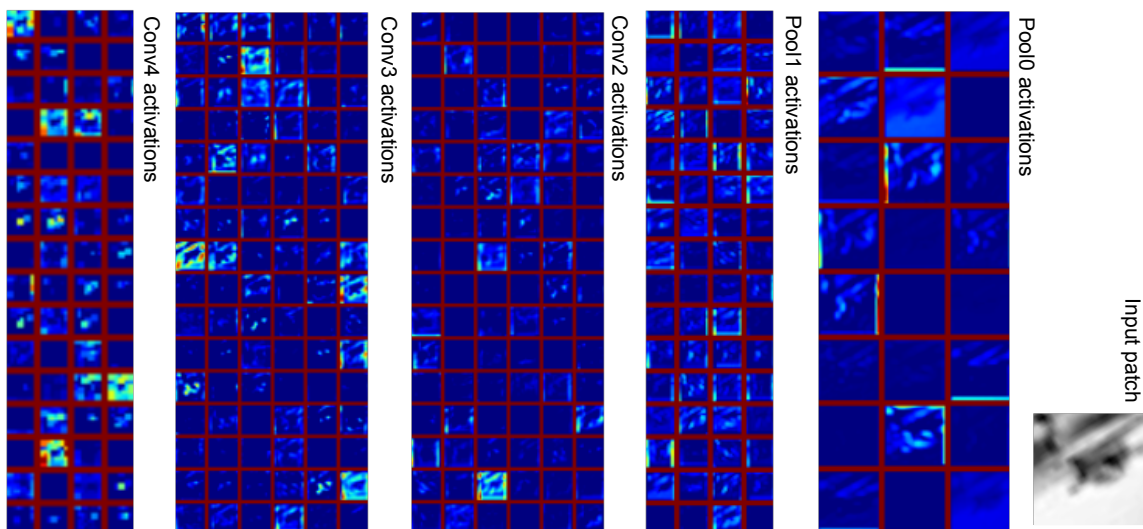 Conv4 activations
Conv3 activations
Conv2 activations
Pool1 activations
Pool0 activations
Input patch